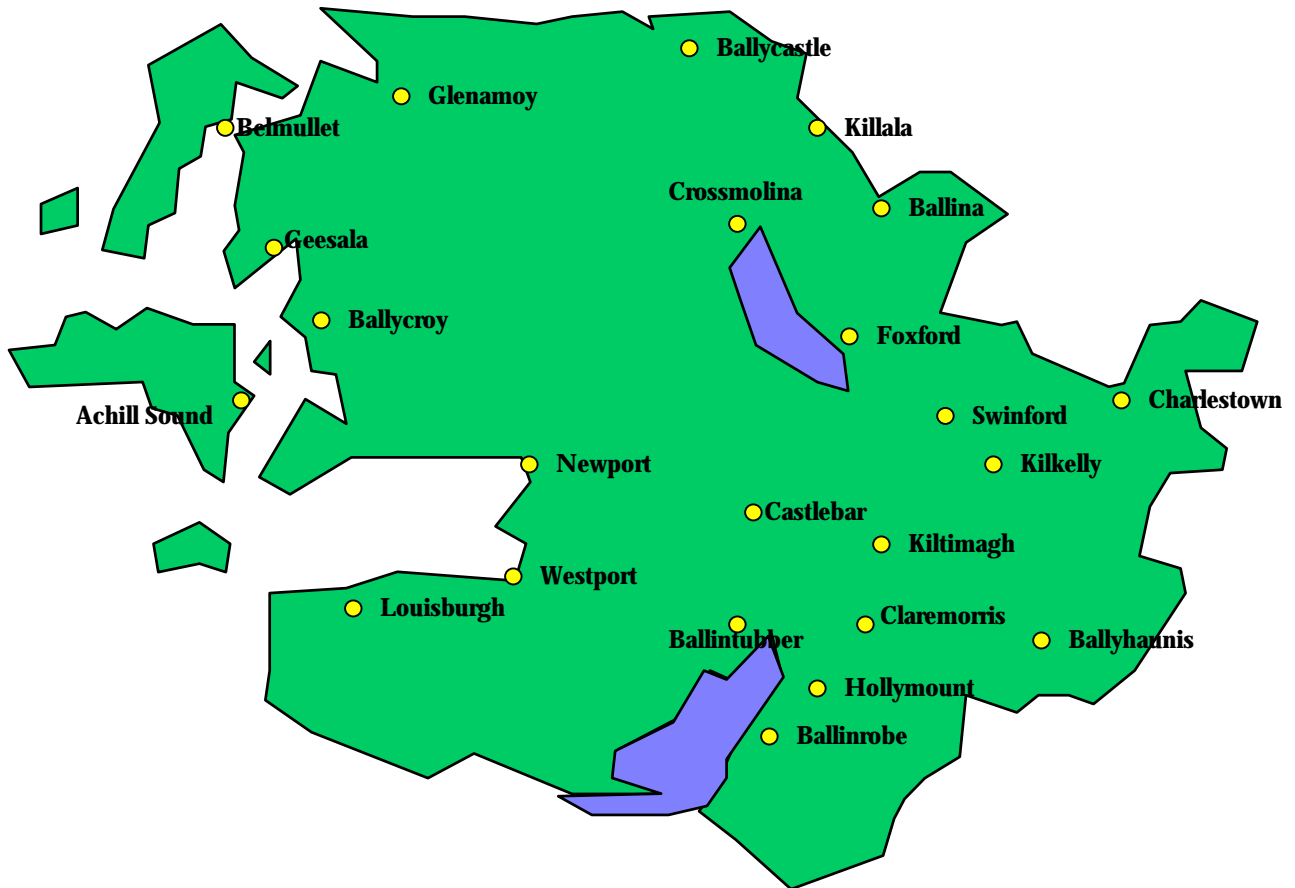 Ballycastle
Glenamoy
Belmullet
Killala
Crossmolina
Ballina
Geesala
Ballycroy
Foxford
Achill Sound
Charlestown
Swinford
Newport
Kilkelly
Castlebar
Kiltimagh
Westport
Louisburgh
Claremorris
Ballintubber
Ballyhaunis
Hollymount
Ballinrobe